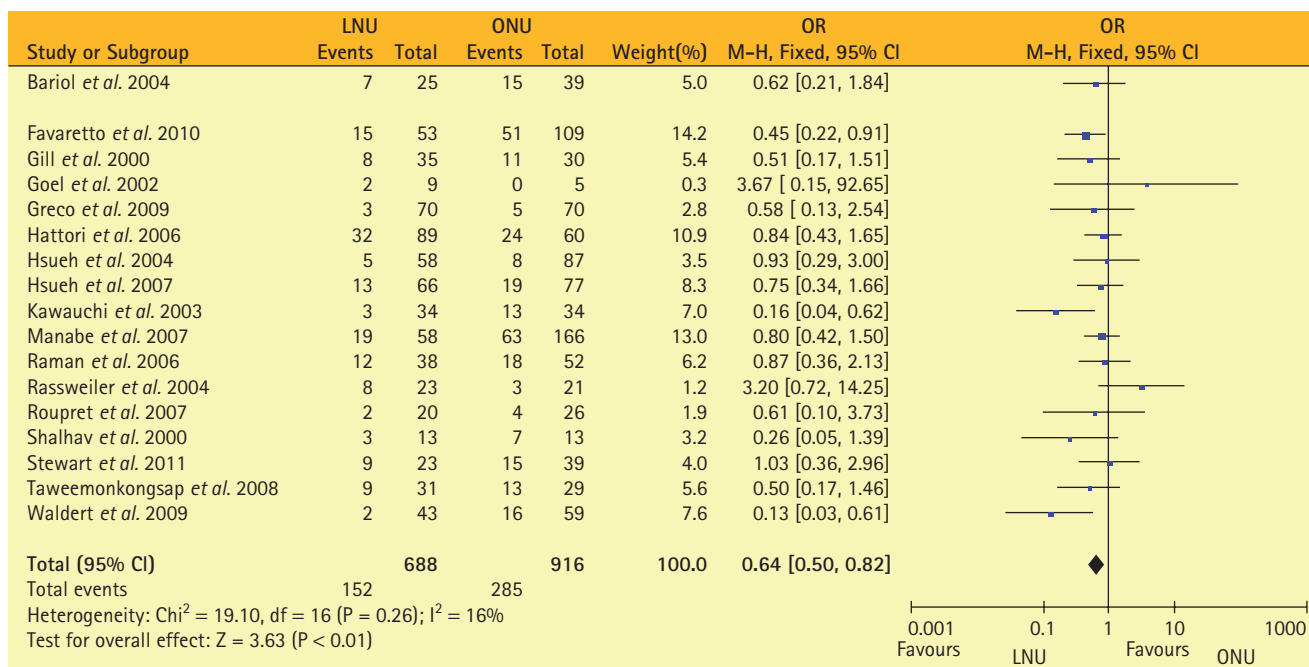 LNU ONU OR OR
Study or Subgroup Events Total Events Total Weight(%) M-H, Fixed, 95% CI M-H, Fixed, 95% CI
Bariol et al. 2004 7 25 15 39 5.0 0.62 [0.21, 1.84]
Favaretto et al. 2010 15 53 51 109 14.2 0.45 [0.22, 0.91]
Gill et al. 2000 8 35 11 30 5.4 0.51 [0.17, 1.51]
Goel et al. 2002 2 9 0 5 0.3 3.67 [ 0.15, 92.65]
Greco et al. 2009 3 70 5 70 2.8 0.58 [ 0.13, 2.54]
Hattori et al. 2006 32 89 24 60 10.9 0.84 [0.43, 1.65]
Hsueh et al. 2004 5 58 8 87 3.5 0.93 [0.29, 3.00]
Hsueh et al. 2007 13 66 19 77 8.3 0.75 [0.34, 1.66]
Kawauchi et al. 2003 3 34 13 34 7.0 0.16 [0.04, 0.62]
Manabe et al. 2007 19 58 63 166 13.0 0.80 [0.42, 1.50]
Raman et al. 2006 12 38 18 52 6.2 0.87 [0.36, 2.13]
Rassweiler et al. 2004 8 23 3 21 1.2 3.20 [0.72, 14.25]
Roupret et al. 2007 2 20 4 26 1.9 0.61 [0.10, 3.73]
Shalhav et al. 2000 3 13 7 13 3.2 0.26 [0.05, 1.39]
Stewart et al. 2011 9 23 15 39 4.0 1.03 [0.36, 2.96]
Taweemonkongsap et al. 2008 9 31 13 29 5.6 0.50 [0.17, 1.46]
Waldert et al. 2009 2 43 16 59 7.6 0.13 [0.03, 0.61]
Total (95% CI) 688 916 100.0 0.64 [0.50, 0.82]
Total events 152 285
Heterogeneity: Chi² = 19.10, df = 16 (P = 0.26); I² = 16%
Test for overall effect: Z = 3.63 (P < 0.01)
0.001 0.1 1 10 1000
Favours LNU Favours ONU